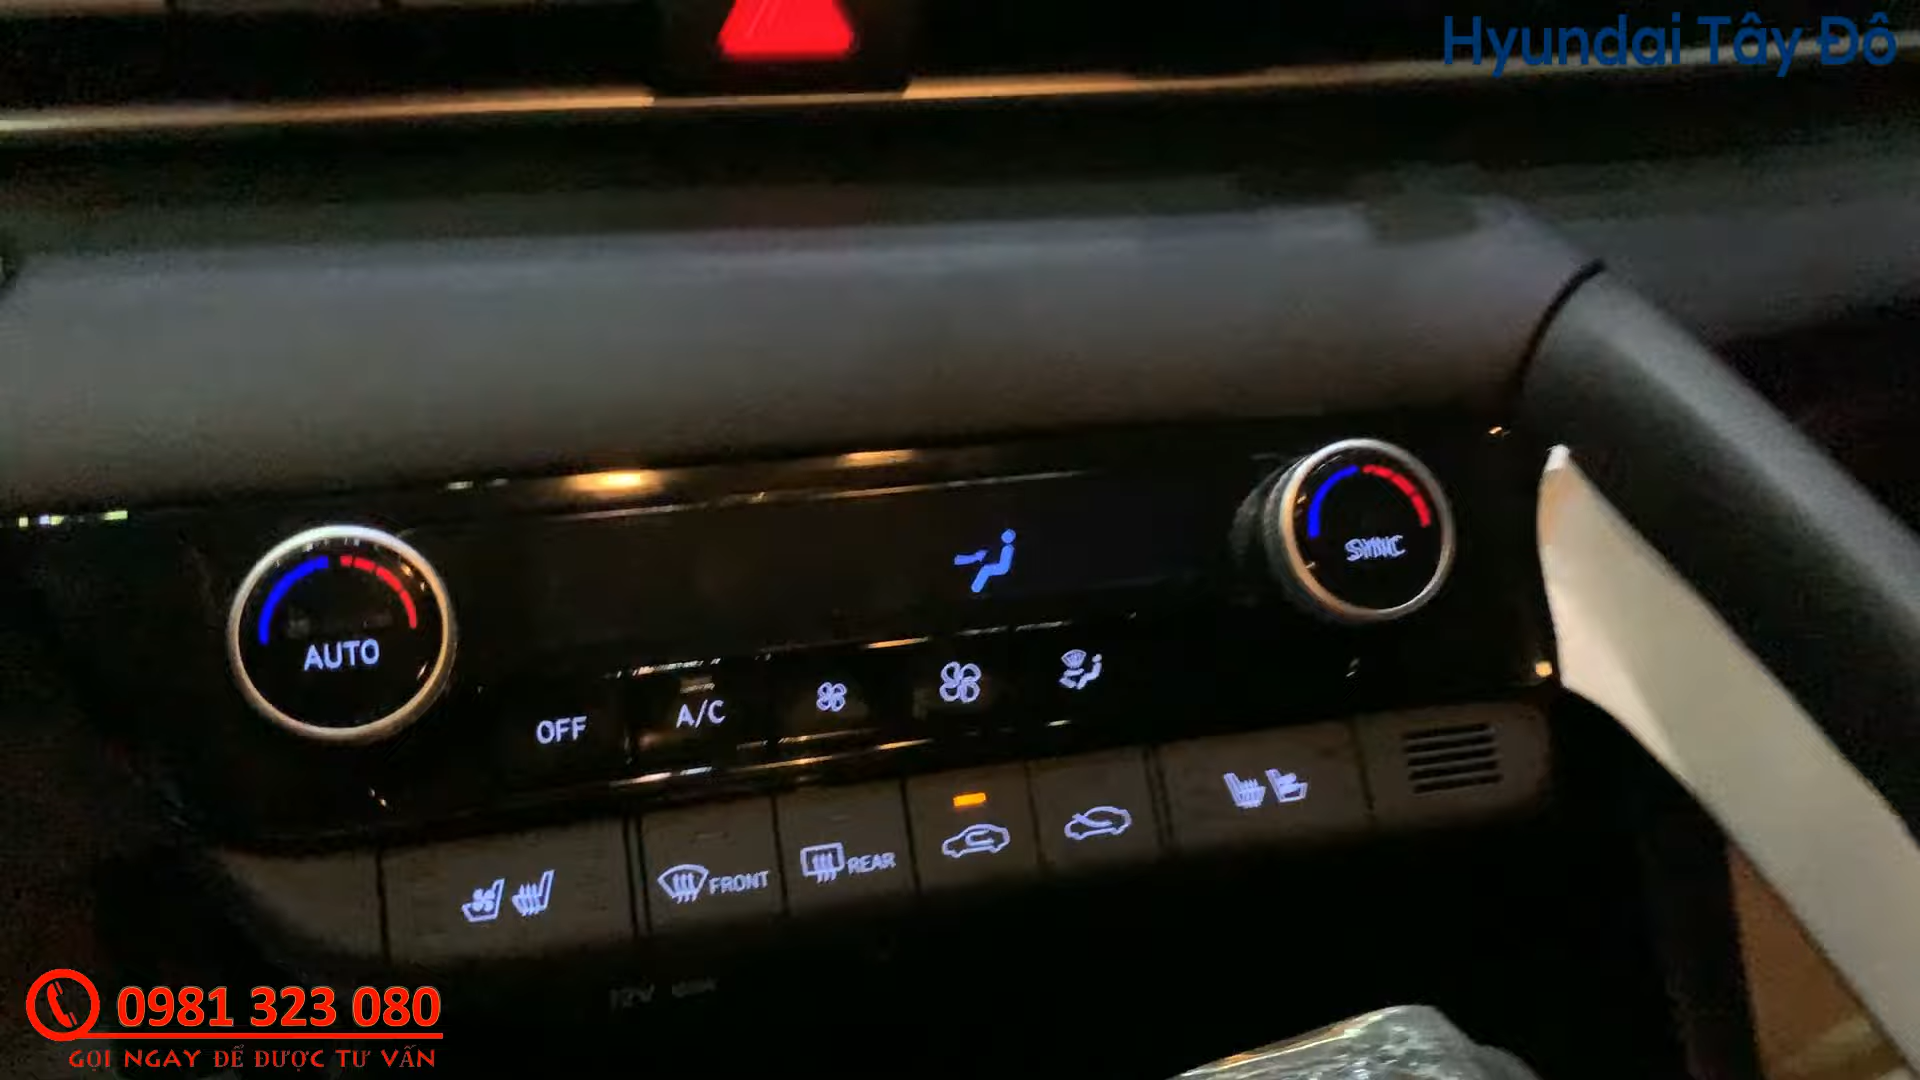 Hyundai Tây Đô
SYNC
AUTO
OFF
A/C
FRONT
REAR
0981 323 080
GỌI NGAY ĐỂ ĐƯỢC TƯ VẤN